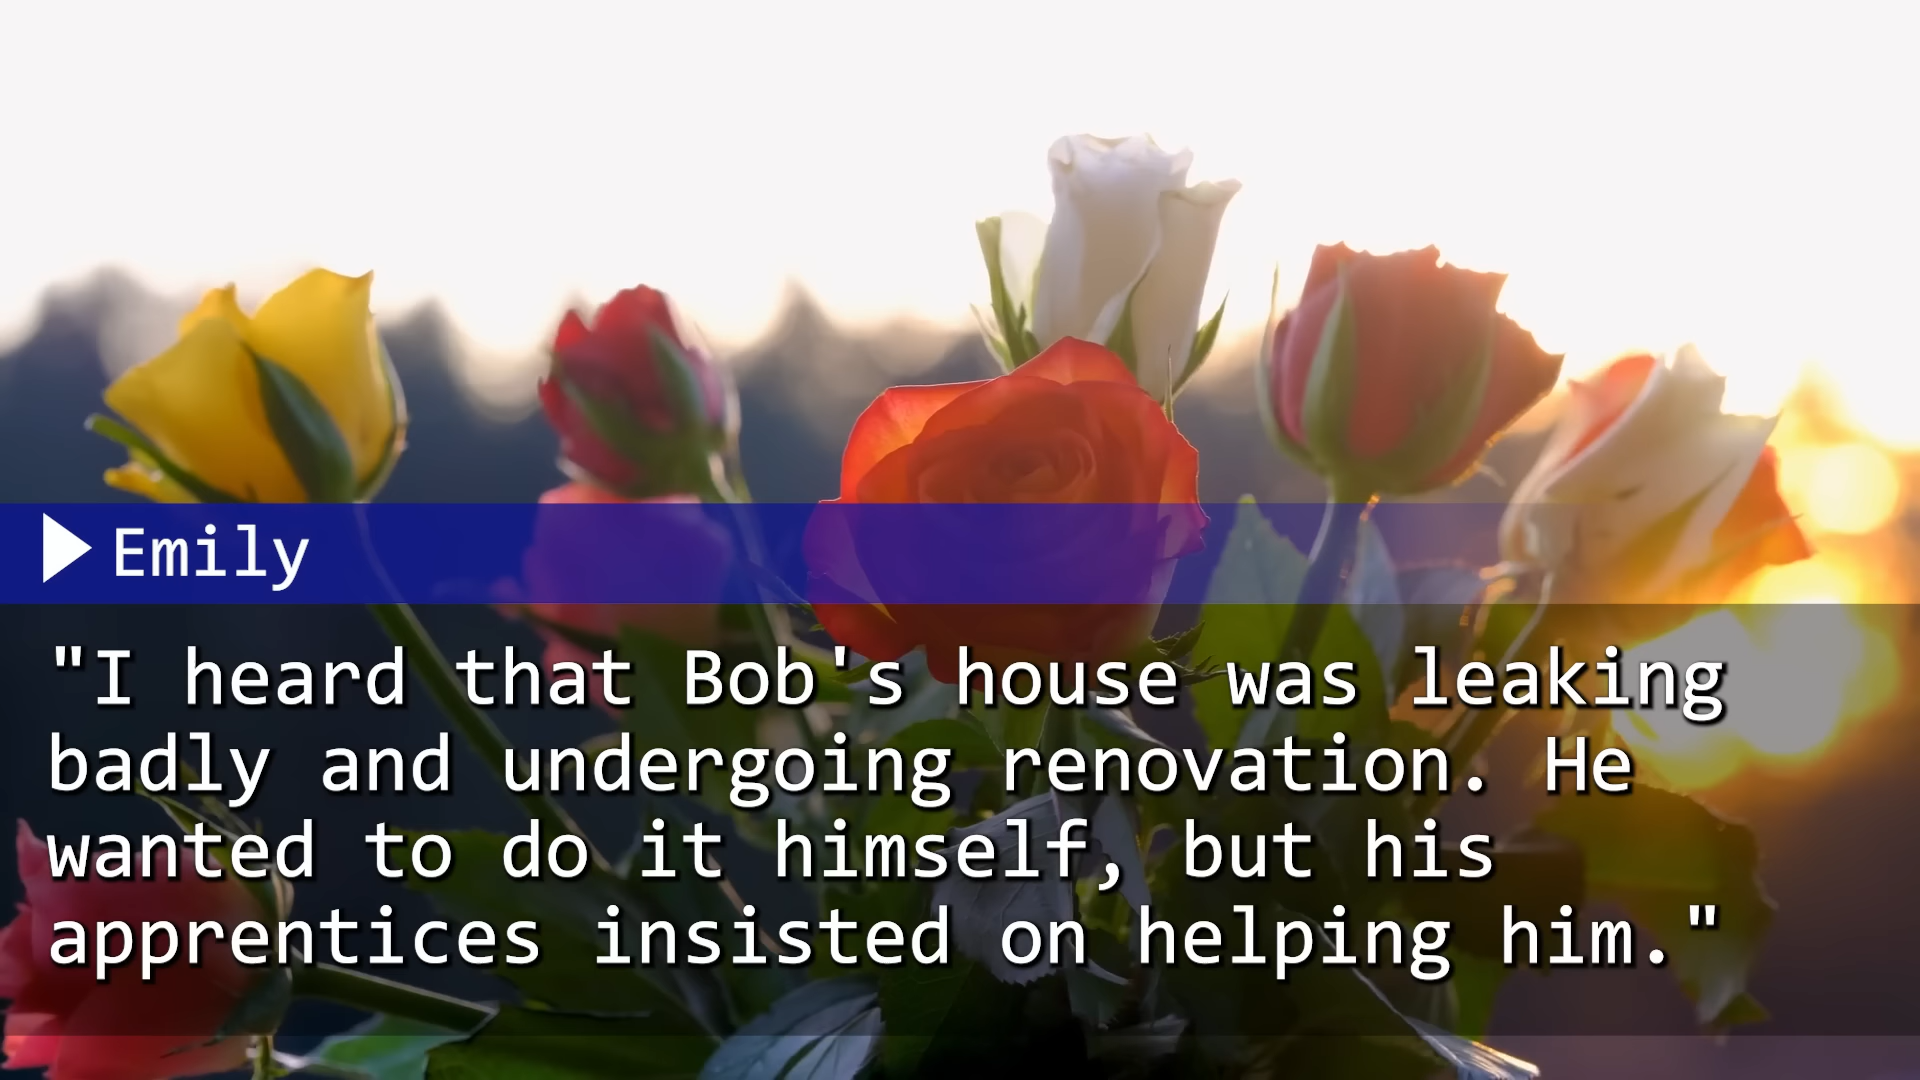 Emily
"I heard that Bob's house was leaking
badly and undergoing renovation. He
wanted to do it himself, but his
apprentices insisted on helping him."